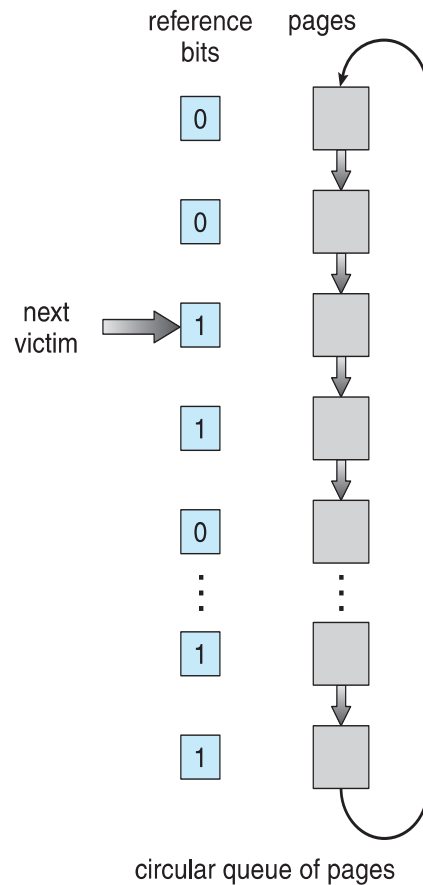 reference
bits
pages
0
0
next
victim
1
1
0
1
1
circular queue of pages